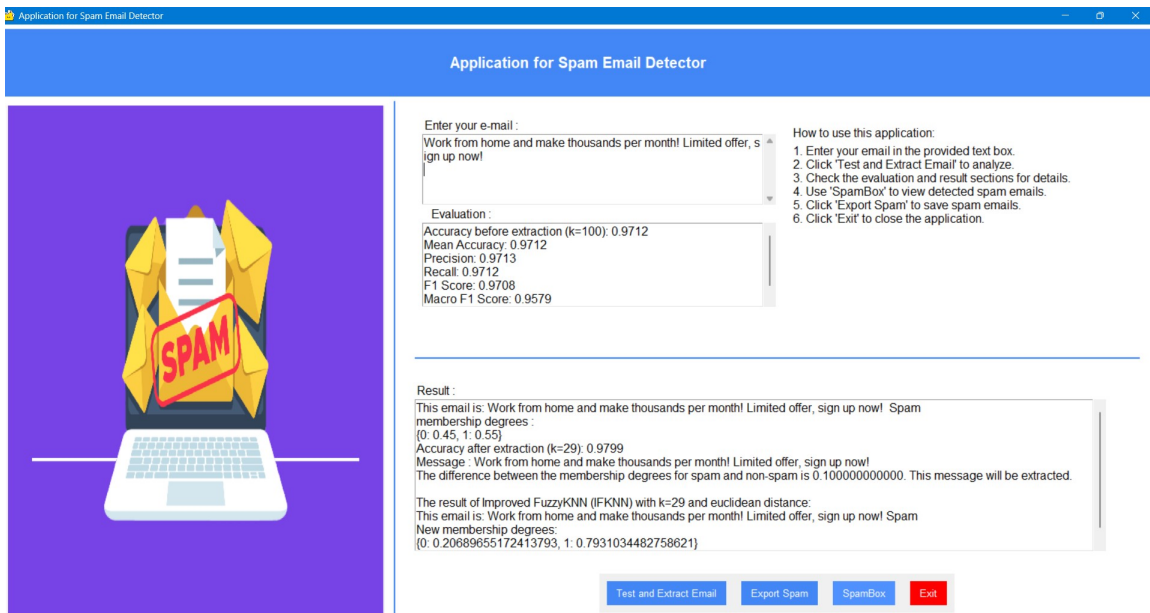 Application for Spam Email Detector
Application for Spam Email Detector
Enter your e-mail :
Work from home and make thousands per month! Limited offer, s
ign up now!
How to use this application:
1. Enter your email in the provided text box.
2. Click 'Test and Extract Email' to analyze.
3. Check the evaluation and result sections for details.
4. Use 'SpamBox' to view detected spam emails.
5. Click 'Export Spam' to save spam emails.
6. Click 'Exit' to close the application.
Evaluation :
Accuracy before extraction (k=100): 0.9712
Mean Accuracy: 0.9712
Precision: 0.9713
Recall: 0.9712
F1 Score: 0.9708
Macro F1 Score: 0.9579
SPAM
Result :
This email is: Work from home and make thousands per month! Limited offer, sign up now!  Spam
membership degrees :
{0: 0.45, 1: 0.55}
Accuracy after extraction (k=29): 0.9799
Message : Work from home and make thousands per month! Limited offer, sign up now!
The difference between the membership degrees for spam and non-spam is 0.100000000000. This message will be extracted.
The result of Improved FuzzyKNN (IFKNN) with k=29 and euclidean distance:
This email is: Work from home and make thousands per month! Limited offer, sign up now! Spam
New membership degrees:
{0: 0.20689655172413793, 1: 0.7931034482758621}
Test and Extract Email
Export Spam
SpamBox
Exit